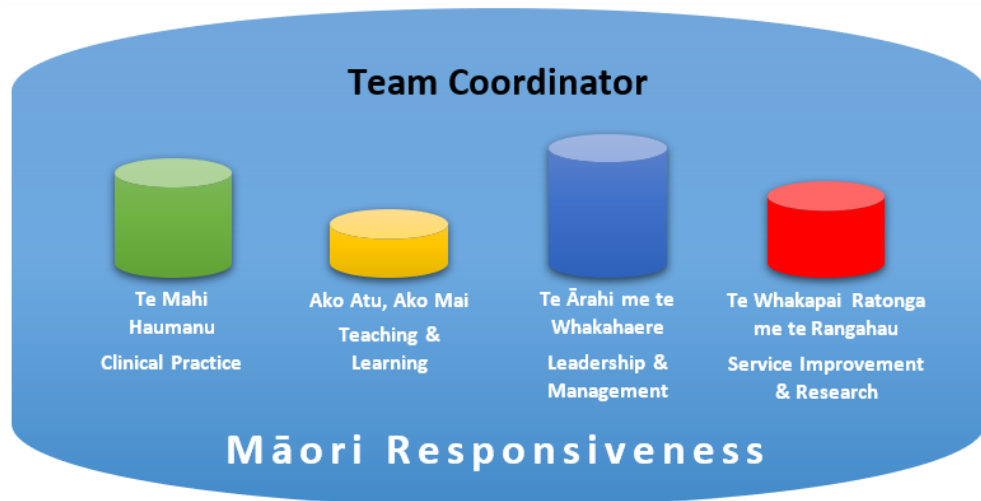 Team Coordinator
Te Mahi
Haumanu
Clinical Practice
Ako Atu, Ako Mai
Teaching &
Learning
Te Ārahi me te
Whakahaere
Leadership &
Management
Te Whakapai Ratonga
me te Rangahau
Service Improvement
& Research
Māori Responsiveness